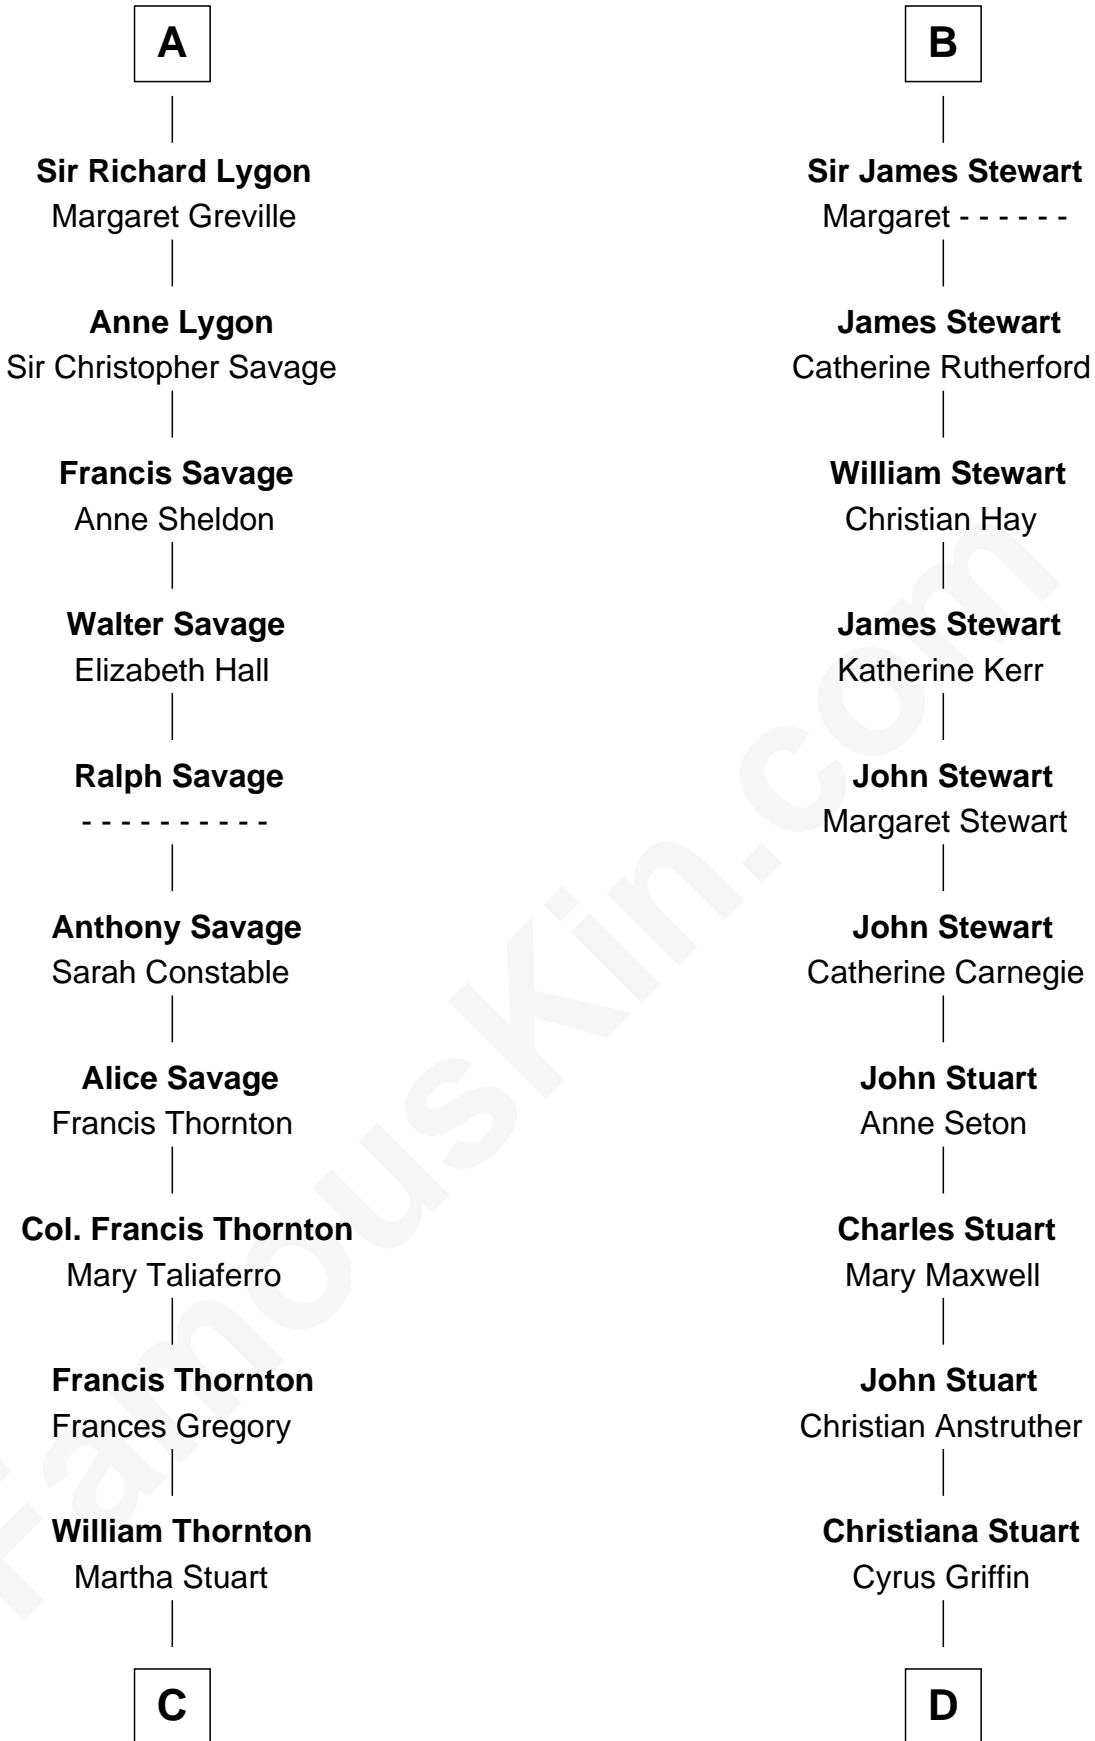 A
Sir Richard Lygon
Margaret Greville
Anne Lygon
Sir Christopher Savage
Francis Savage
Anne Sheldon
Walter Savage
Elizabeth Hall
Ralph Savage
- - - - - - - - - -
Anthony Savage
Sarah Constable
Alice Savage
Francis Thornton
Col. Francis Thornton
Mary Taliaferro
Francis Thornton
Frances Gregory
William Thornton
Martha Stuart
C
B
Sir James Stewart
Margaret - - - - - -
James Stewart
Catherine Rutherford
William Stewart
Christian Hay
James Stewart
Katherine Kerr
John Stewart
Margaret Stewart
John Stewart
Catherine Carnegie
John Stuart
Anne Seton
Charles Stuart
Mary Maxwell
John Stuart
Christian Anstruther
Christiana Stuart
Cyrus Griffin
D
FamousKin.com